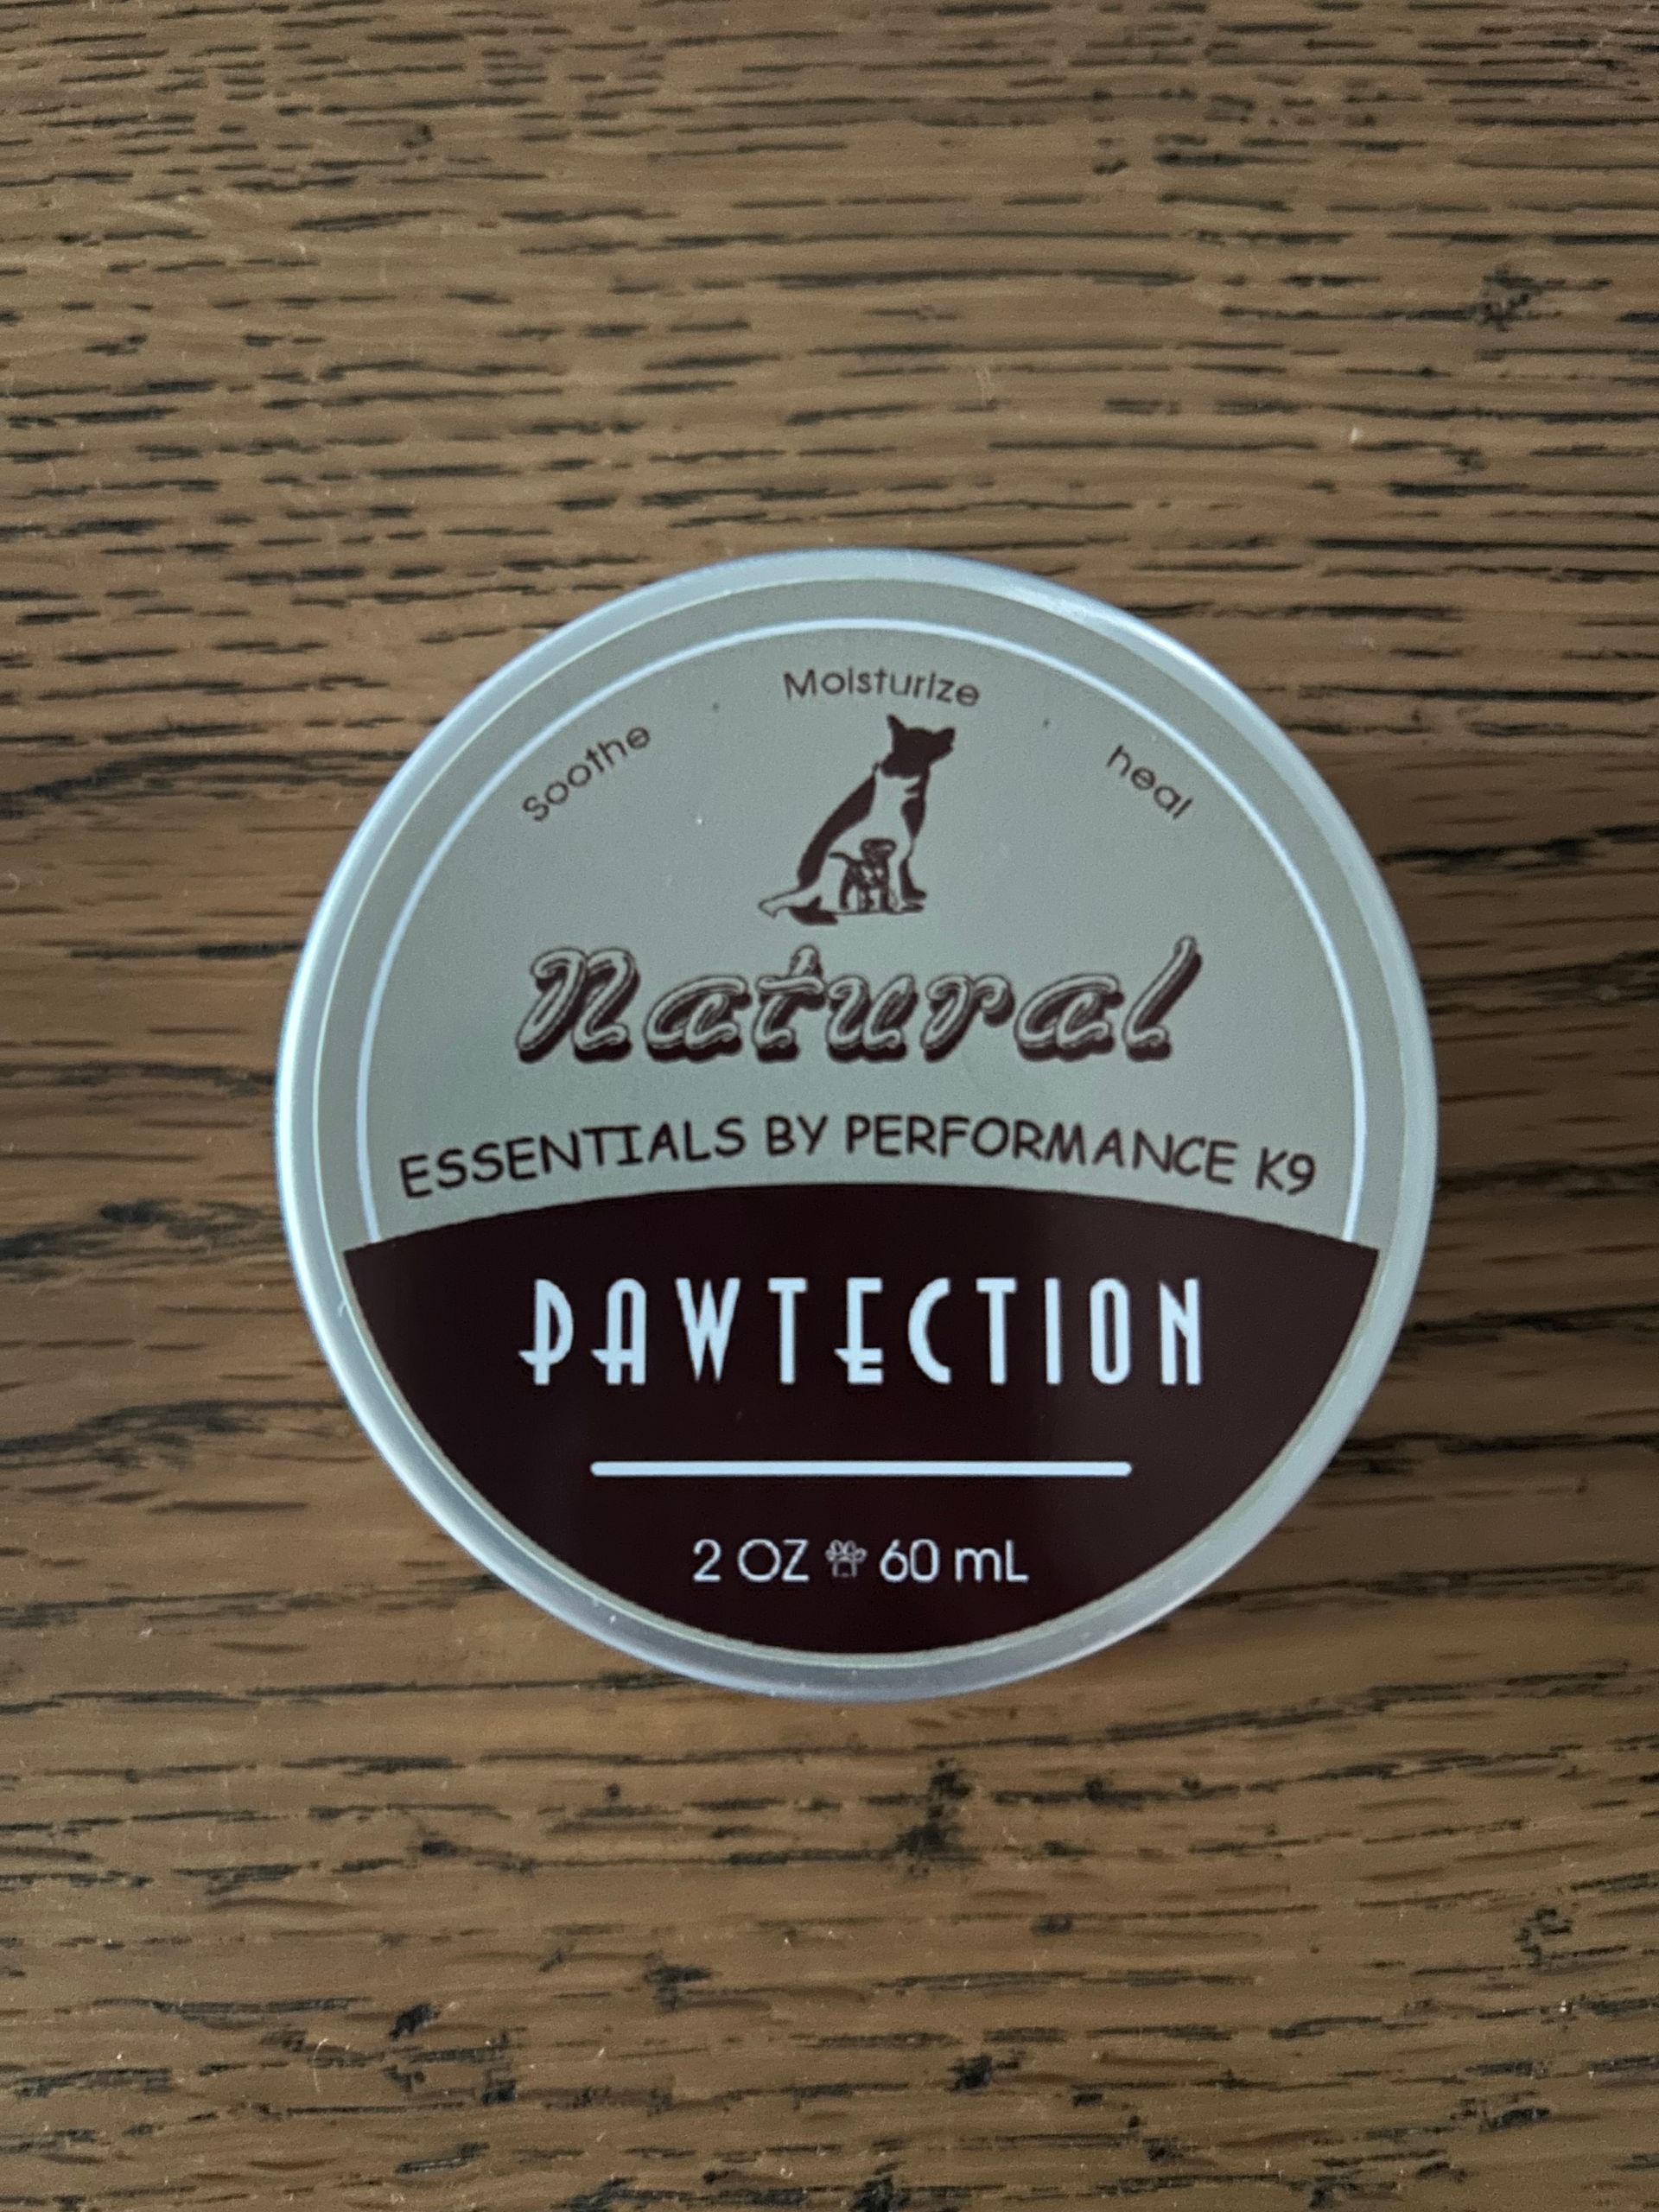 Soothe · Moisturize · heal
Natural
ESSENTIALS BY PERFORMANCE K9
PAWTECTION
2 OZ 60 mL